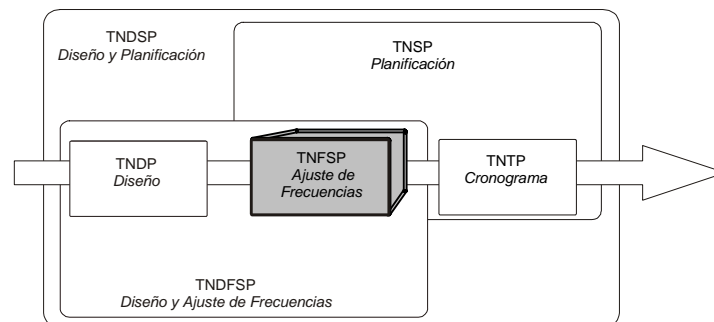 TNDSP
Diseño y Planificación
TNSP
Planificación
TNDP
Diseño
TNFSP
Ajuste de
Frecuencias
TNTP
Cronograma
TNDFSP
Diseño y Ajuste de Frecuencias